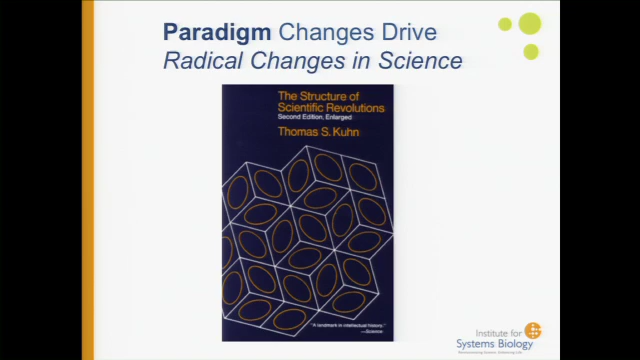 Paradigm Changes Drive
Radical Changes in Science
The Structure of
Scientific Revolutions
Second Edition, Enlarged
Thomas S. Kuhn
"A landmark in intellectual history."
—Science
Institute for
Systems Biology